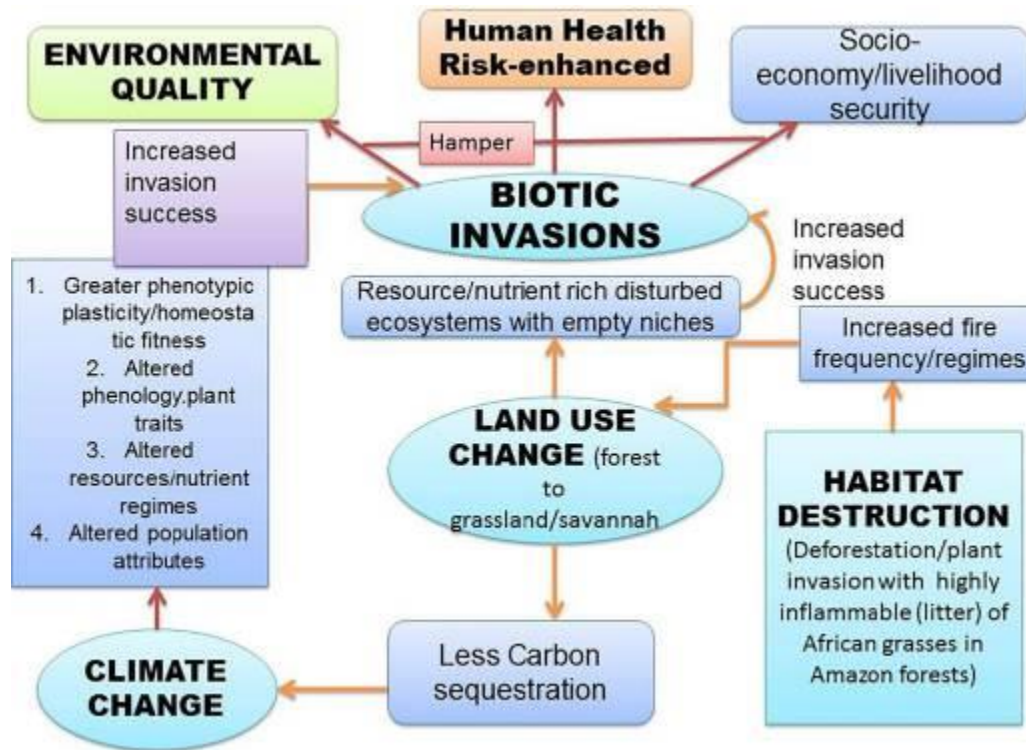 ENVIRONMENTAL
QUALITY
Human Health
Risk-enhanced
Socio-
economy/livelihood
security
Hamper
Increased
invasion
success
BIOTIC
INVASIONS
Increased
invasion
success
1. Greater phenotypic
plasticity/homeosta
tic fitness
2. Altered
phenology.plant
traits
3. Altered
resources/nutrient
regimes
4. Altered population
attributes
Resource/nutrient rich disturbed
ecosystems with empty niches
Increased fire
frequency/regimes
LAND USE
CHANGE (forest
to
grassland/savannah
HABITAT
DESTRUCTION
(Deforestation/plant
invasion with highly
inflammable (litter) of
African grasses in
Amazon forests)
Less Carbon
sequestration
CLIMATE
CHANGE